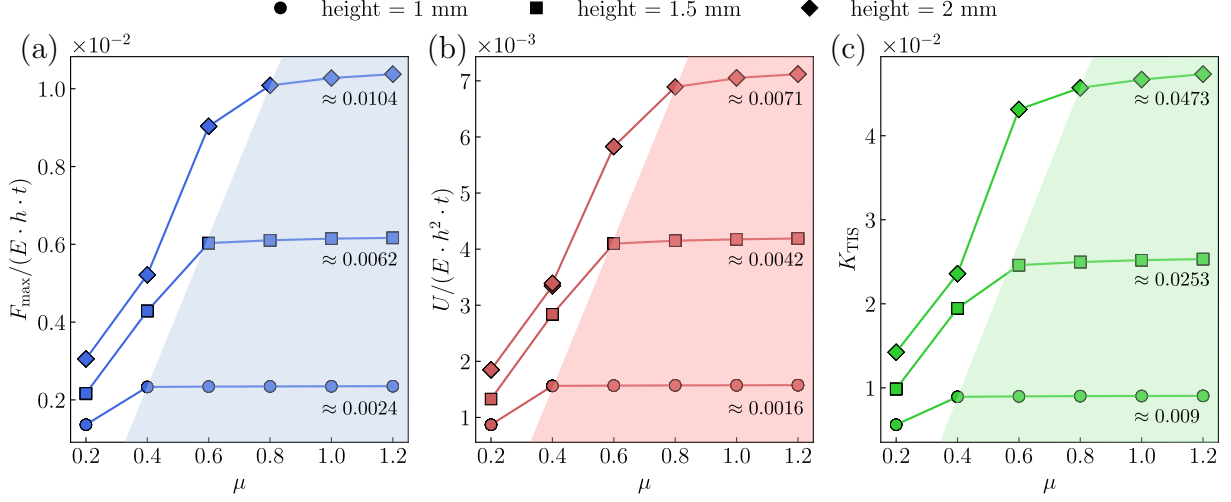 height = 1 mm height = 1.5 mm height = 2 mm
(a) ×10⁻²
1.0
0.8
0.6
0.4
0.2
F_max/(E · h · t)
≈ 0.0104
≈ 0.0062
≈ 0.0024
0.2 0.4 0.6 0.8 1.0 1.2
μ
(b) ×10⁻³
7
6
5
4
3
2
1
U/(E · h² · t)
≈ 0.0071
≈ 0.0042
≈ 0.0016
0.2 0.4 0.6 0.8 1.0 1.2
μ
(c) ×10⁻²
4
2
1
K_TIS
≈ 0.0473
≈ 0.0253
≈ 0.009
0.2 0.4 0.6 0.8 1.0 1.2
μ